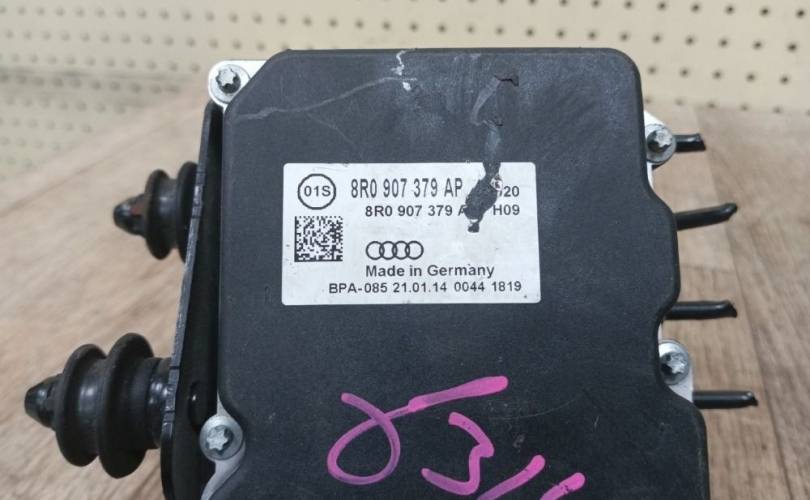 01S
8R0 907 379 AP
8R0 907 379 H09
Made in Germany
BPA-085 21.01.14 0044 1819